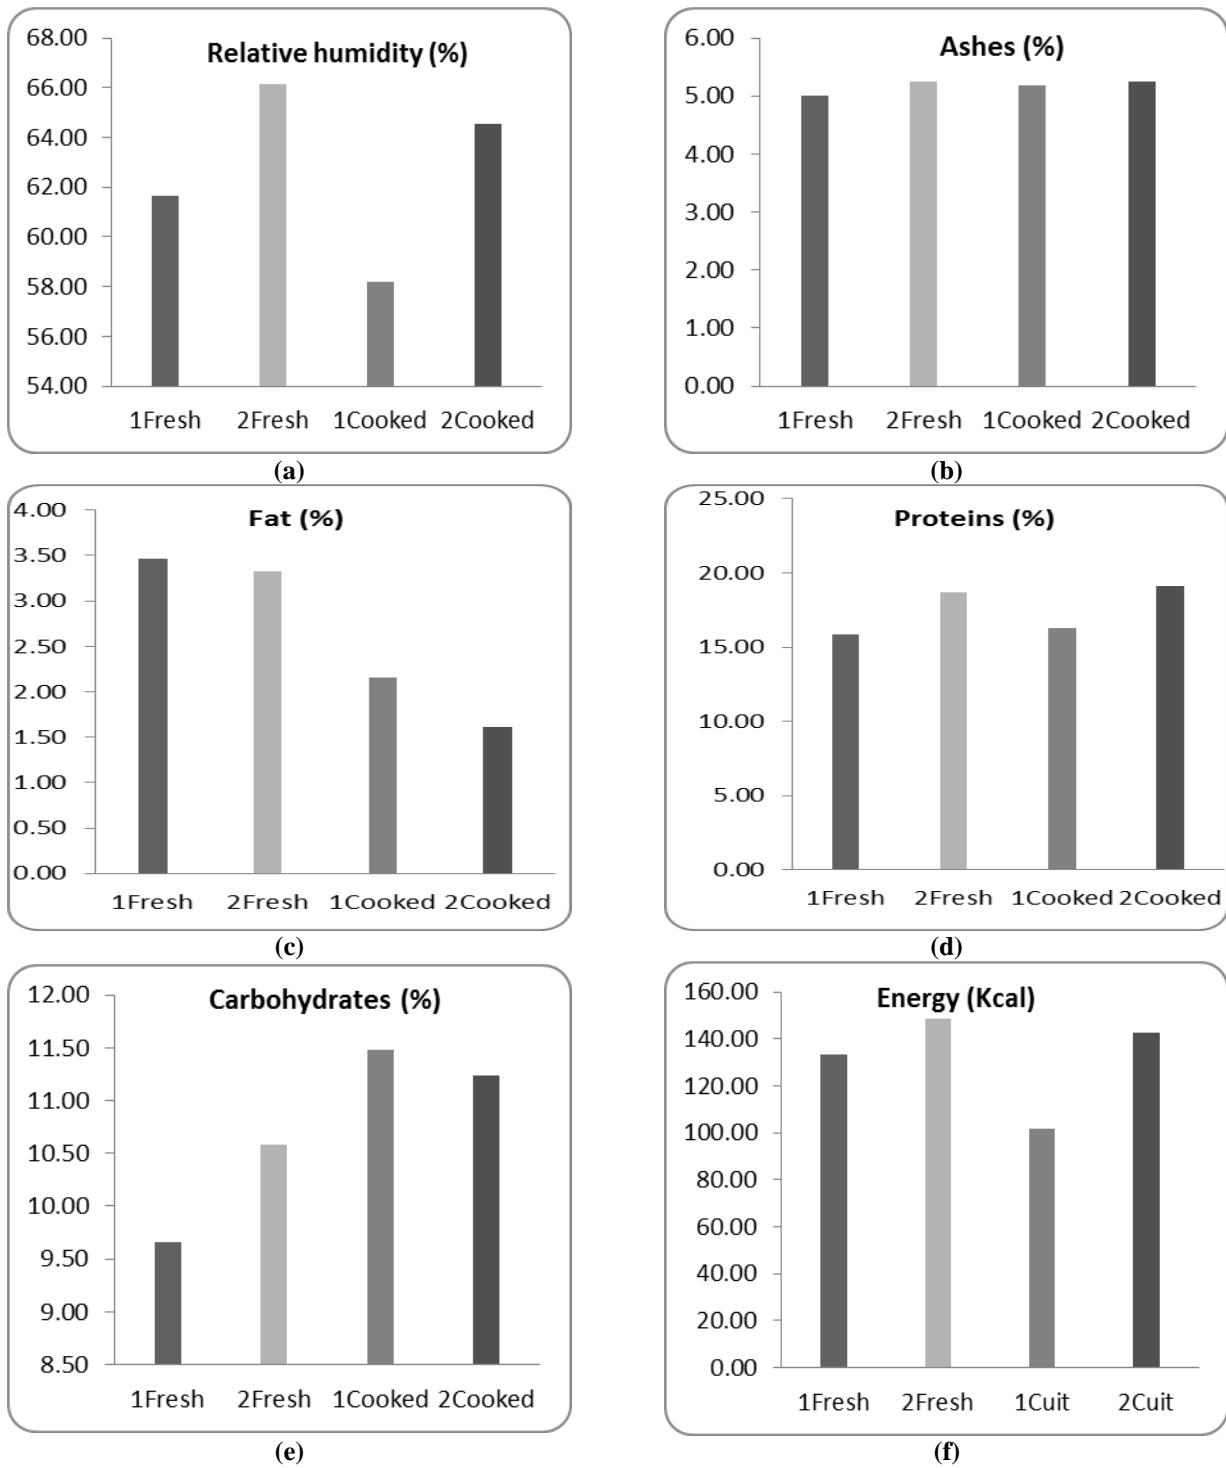 Relative humidity (%)
68.00
66.00
64.00
62.00
60.00
58.00
56.00
54.00
1Fresh 2Fresh 1Cooked 2Cooked
(a)
Ashes (%)
6.00
5.00
4.00
3.00
2.00
1.00
0.00
1Fresh 2Fresh 1Cooked 2Cooked
(b)
Fat (%)
4.00
3.50
3.00
2.50
2.00
1.50
1.00
0.50
0.00
1Fresh 2Fresh 1Cooked 2Cooked
(c)
Proteins (%)
25.00
20.00
15.00
10.00
5.00
0.00
1Fresh 2Fresh 1Cooked 2Cooked
(d)
Carbohydrates (%)
12.00
11.50
11.00
10.50
10.00
9.50
9.00
8.50
1Fresh 2Fresh 1Cooked 2Cooked
(e)
Energy (Kcal)
160.00
140.00
120.00
100.00
80.00
60.00
40.00
20.00
0.00
1Fresh 2Fresh 1Cuit 2Cuit
(f)